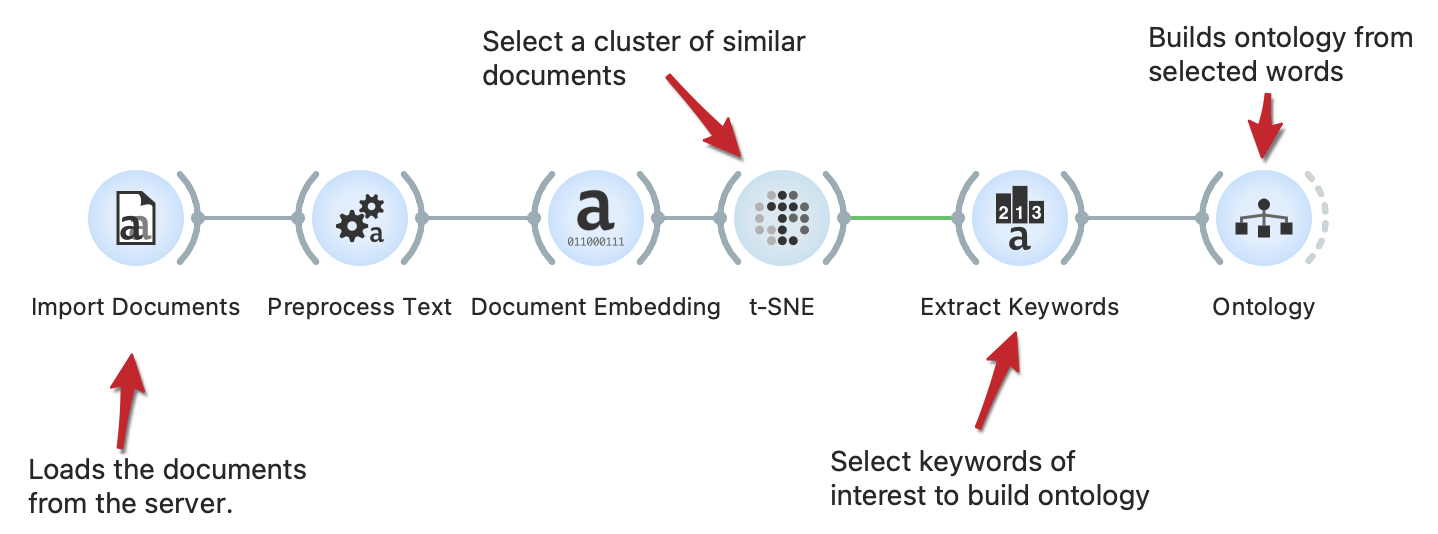 Select a cluster of similar
documents
Builds ontology from
selected words
a
a
a
a
011000111
2 1 3
a
Import Documents
Preprocess Text
Document Embedding
t-SNE
Extract Keywords
Ontology
Loads the documents
from the server.
Select keywords of
interest to build ontology